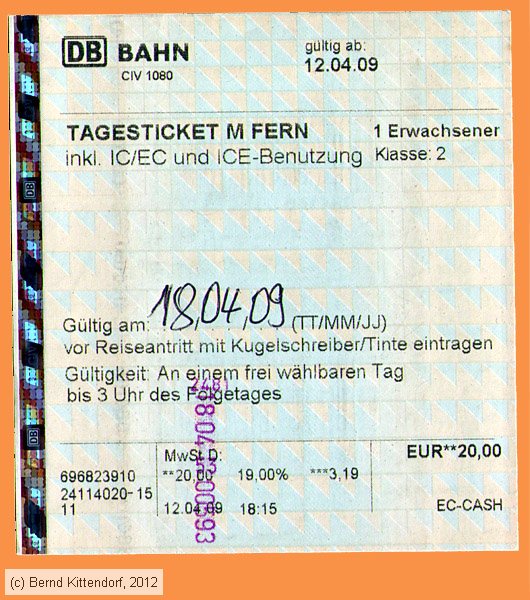 DB BAHN
CIV 1080
gültig ab:
12.04.09
TAGESTICKET M FERN
1 Erwachsener
inkl. IC/EC und ICE-Benutzung
Klasse: 2
Gültig am: 18,04,09 (TT/MM/JJ)
vor Reiseantritt mit Kugelschreiber/Tinte eintragen
Gültigkeit: An einem frei wählbaren Tag
bis 3 Uhr des Folgetages
MwSt D:
EUR**20,00
696823910
**20,00 19,00% ***3,19
24114020-15
11
12.04.09 18:15
EC-CASH
(c) Bernd Kittendorf, 2012